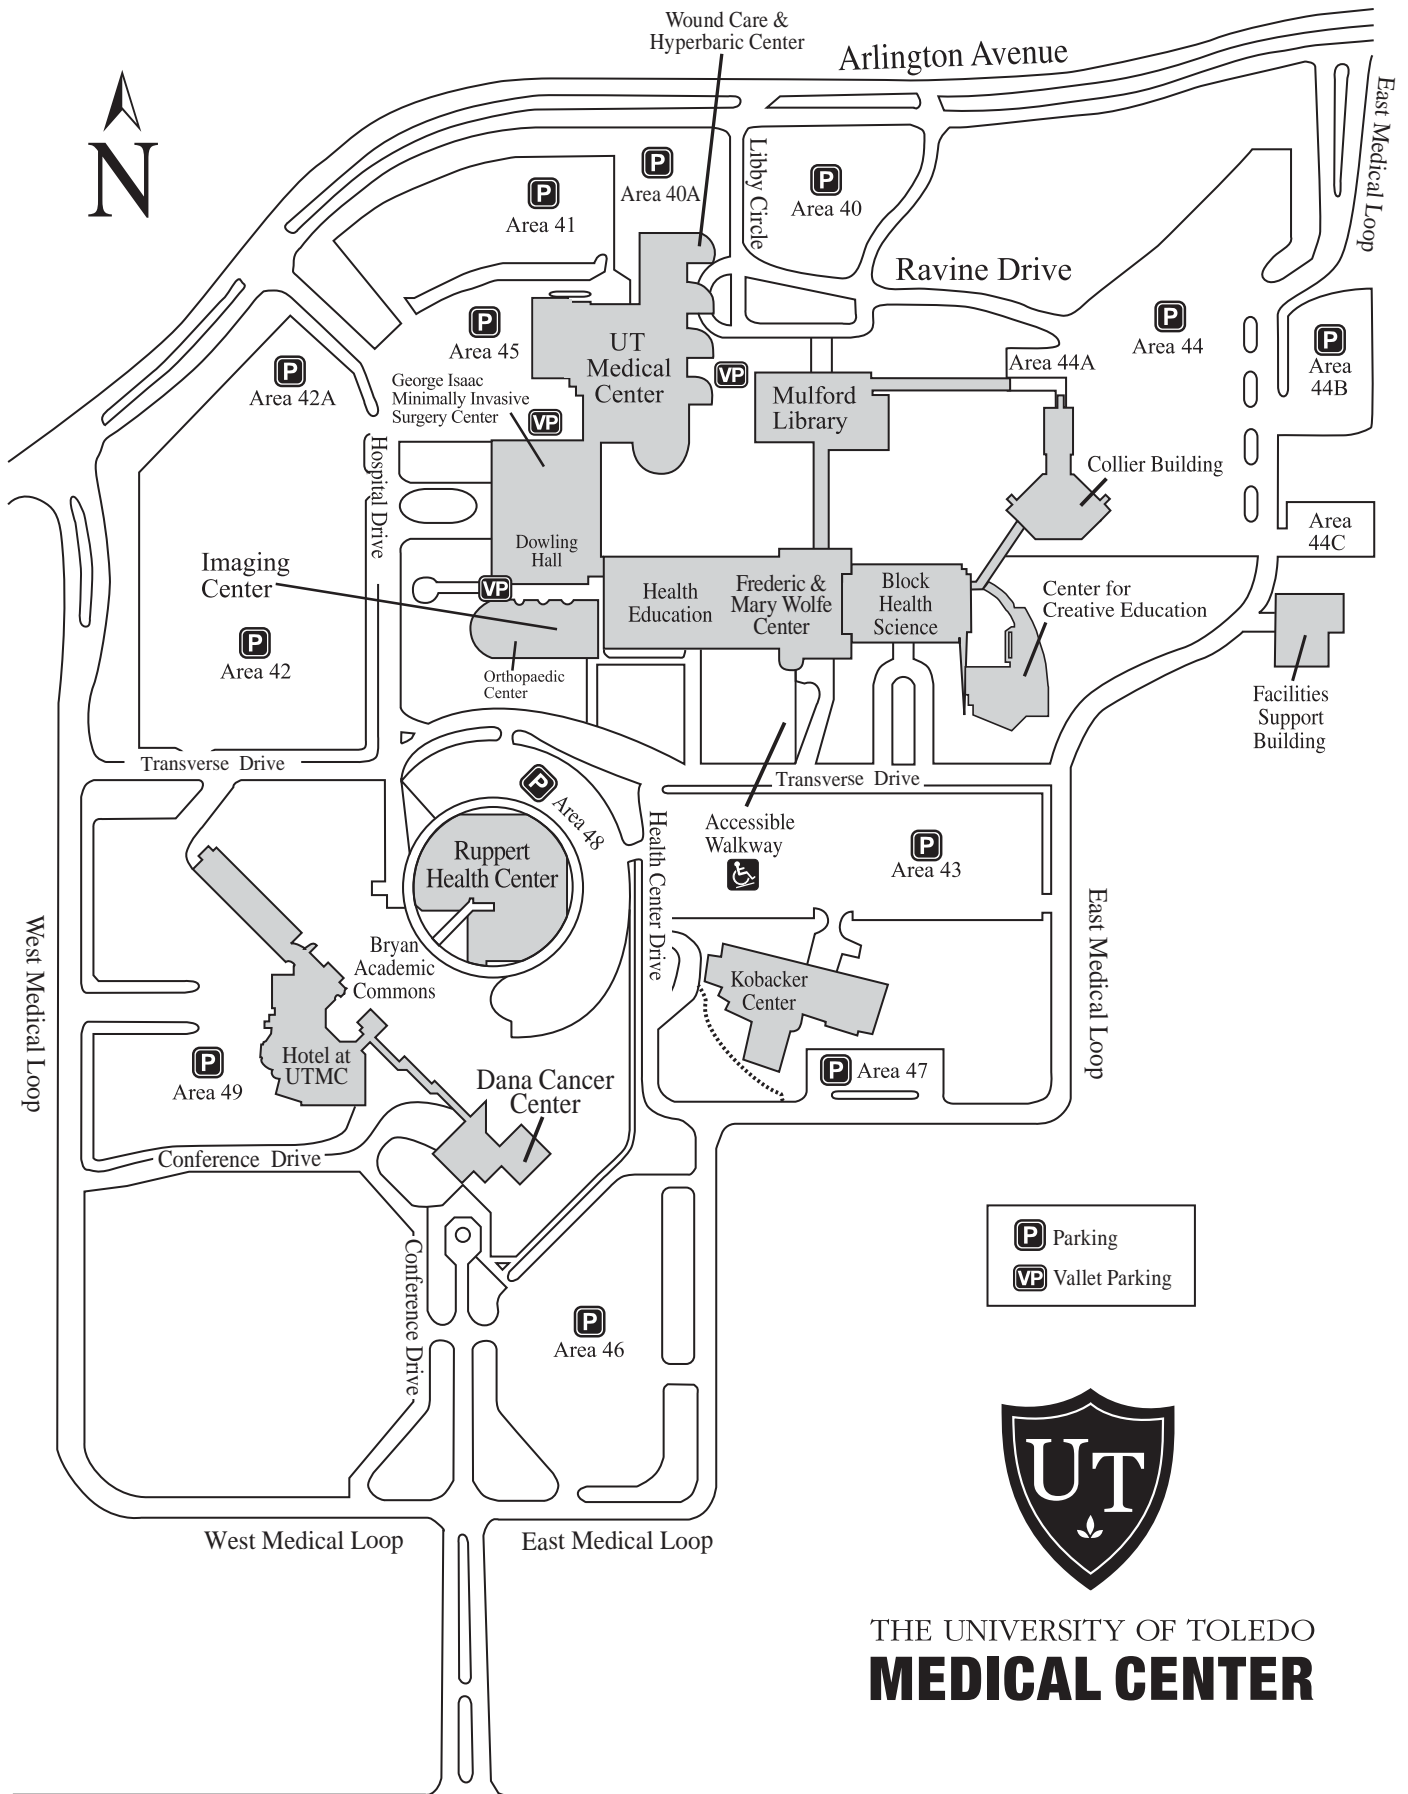 Wound Care &
Hyperbaric Center
Arlington Avenue
East Medical Loop
N
P
Area 40A
Libby Circle
P
Area 40
P
Area 41
Ravine Drive
P
Area 45
UT
Medical
Center
VP
P
Area 44
Area 44A
P
Area
44B
P
Area 42A
George Isaac
Minimally Invasive
Surgery Center
VP
Mulford
Library
Hospital Drive
Collier Building
Area
44C
Dowling
Hall
Imaging
Center
VP
Health
Education
Frederic &
Mary Wolfe
Center
Block
Health
Science
Center for
Creative Education
P
Area 42
Orthopaedic
Center
Facilities
Support
Building
Transverse Drive
Transverse Drive
P
Area 48
Health Center Drive
Accessible
Walkway
P
Area 43
Ruppert
Health Center
West Medical Loop
East Medical Loop
Bryan
Academic
Commons
Kobacker
Center
Hotel at
UTMC
P
Area 49
P
Area 47
Dana Cancer
Center
Conference Drive
Conference Drive
P
Parking
VP
Vallet Parking
P
Area 46
West Medical Loop
East Medical Loop
UT
THE UNIVERSITY OF TOLEDO
MEDICAL CENTER